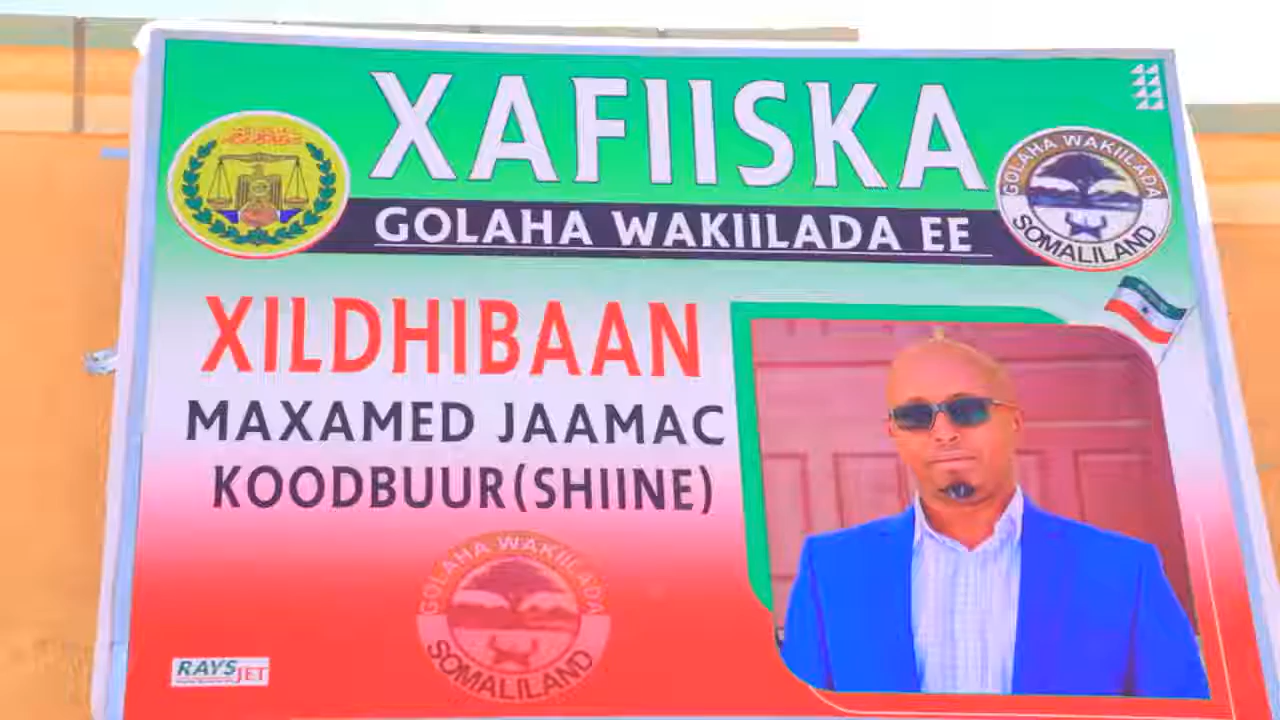 XAFIISKA
GOLAHA WAKIILADA EE
GOLAHA WAKIILADA
SOMALILAND
XILDHIBAAN
MAXAMED JAAMAC
KOODBUUR(SHIINE)
GOLAHA WAKIILADA
SOMALILAND
RAYS
JET